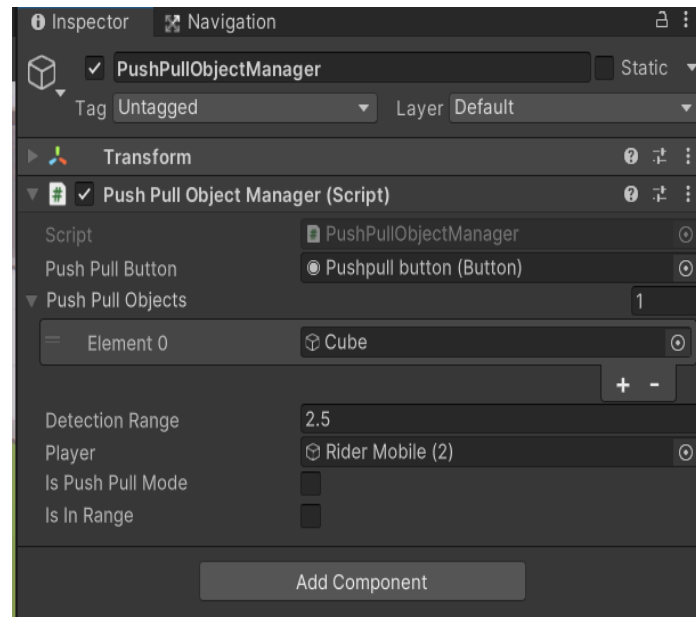 Inspector Navigation
PushPullObjectManager Static
Tag Untagged Layer Default
Transform
# Push Pull Object Manager (Script)
Script PushPullObjectManager
Push Pull Button Pushpull button (Button)
Push Pull Objects 1
Element 0 Cube
+ -
Detection Range 2.5
Player Rider Mobile (2)
Is Push Pull Mode
Is In Range
Add Component